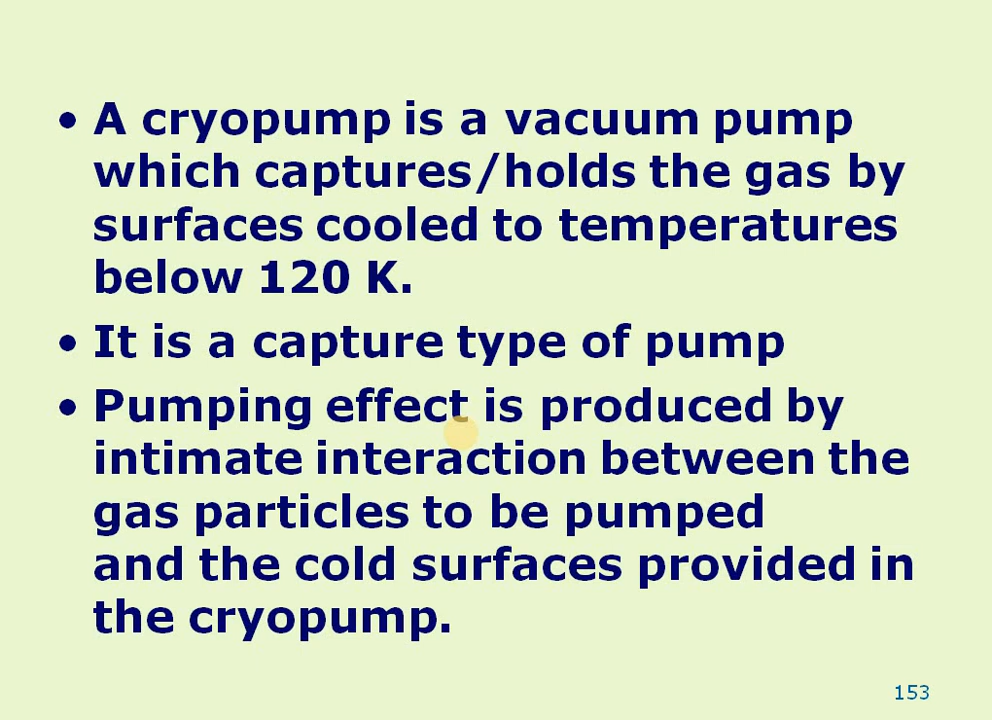 • A cryopump is a vacuum pump
which captures/holds the gas by
surfaces cooled to temperatures
below 120 K.
• It is a capture type of pump
• Pumping effect is produced by
intimate interaction between the
gas particles to be pumped
and the cold surfaces provided in
the cryopump.
153